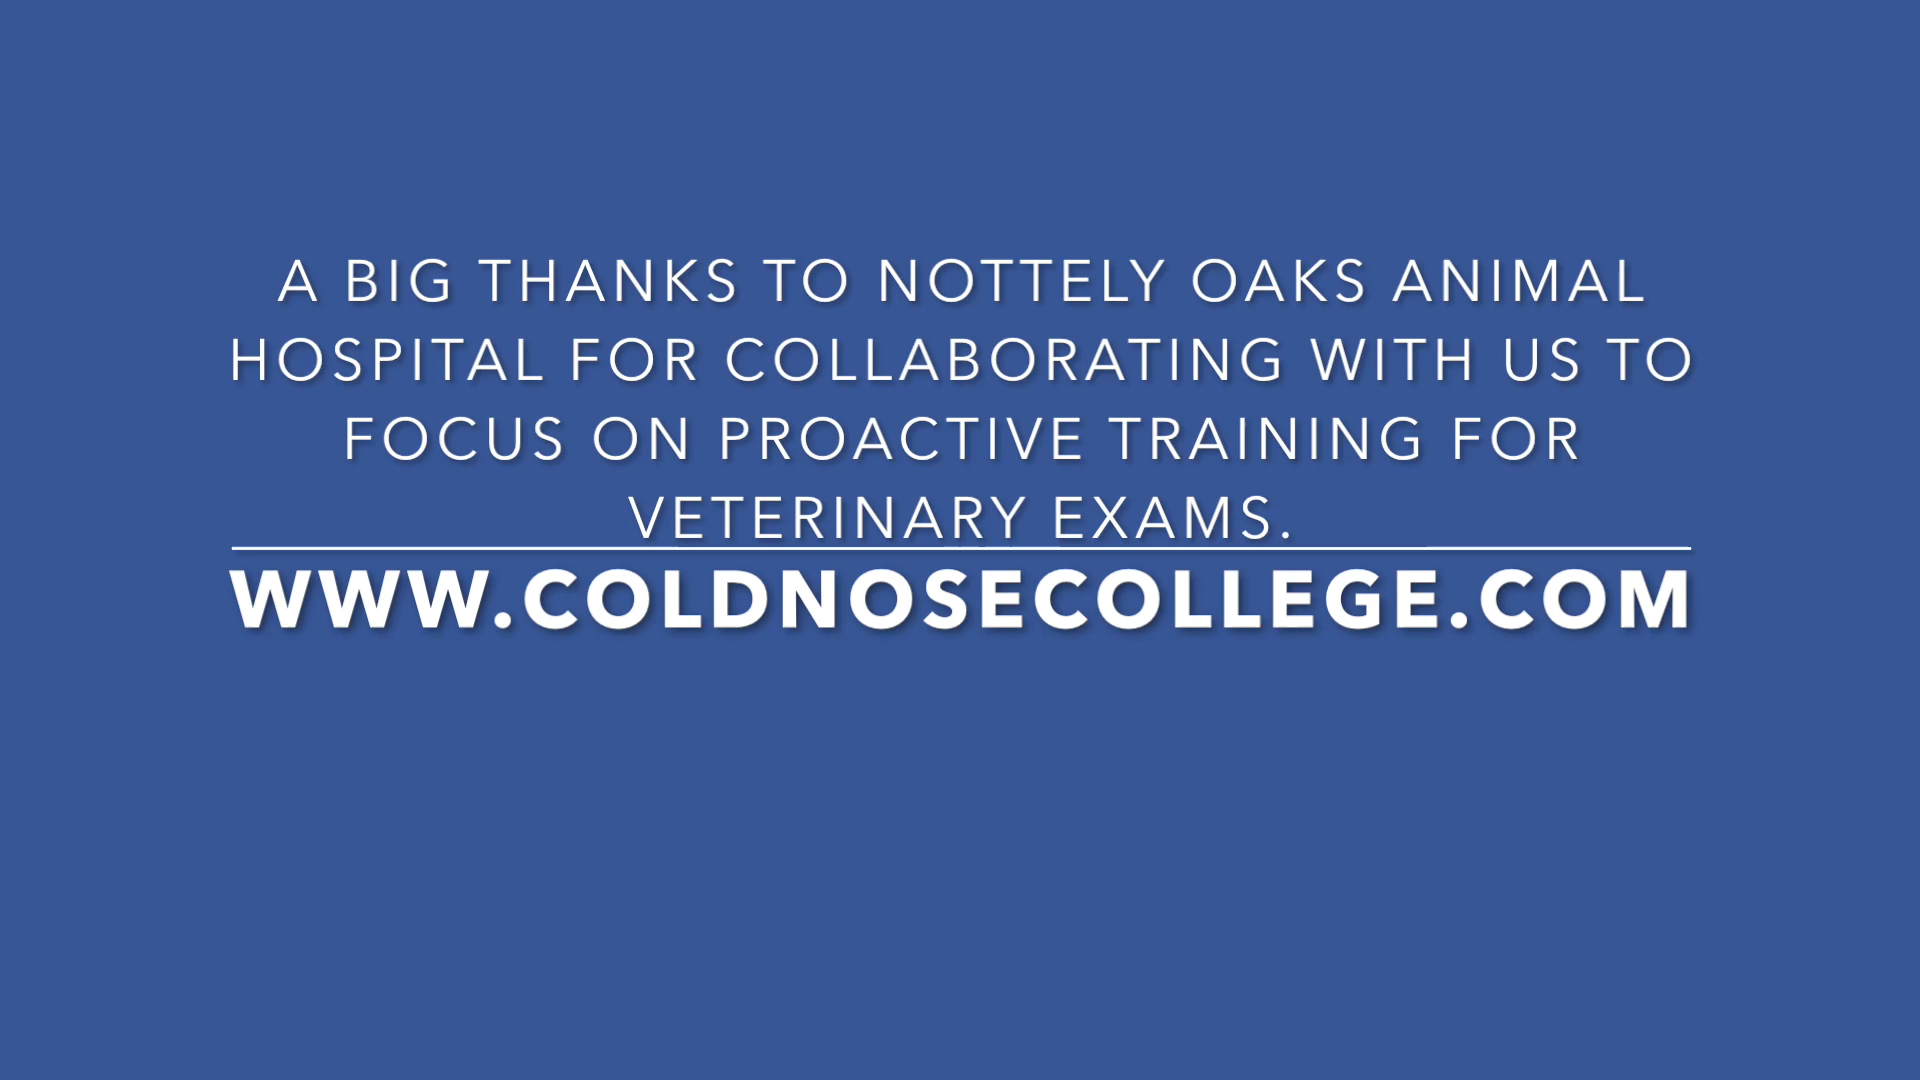 A BIG THANKS TO NOTTELY OAKS ANIMAL
HOSPITAL FOR COLLABORATING WITH US TO
FOCUS ON PROACTIVE TRAINING FOR
VETERINARY EXAMS.
WWW.COLDNOSECOLLEGE.COM